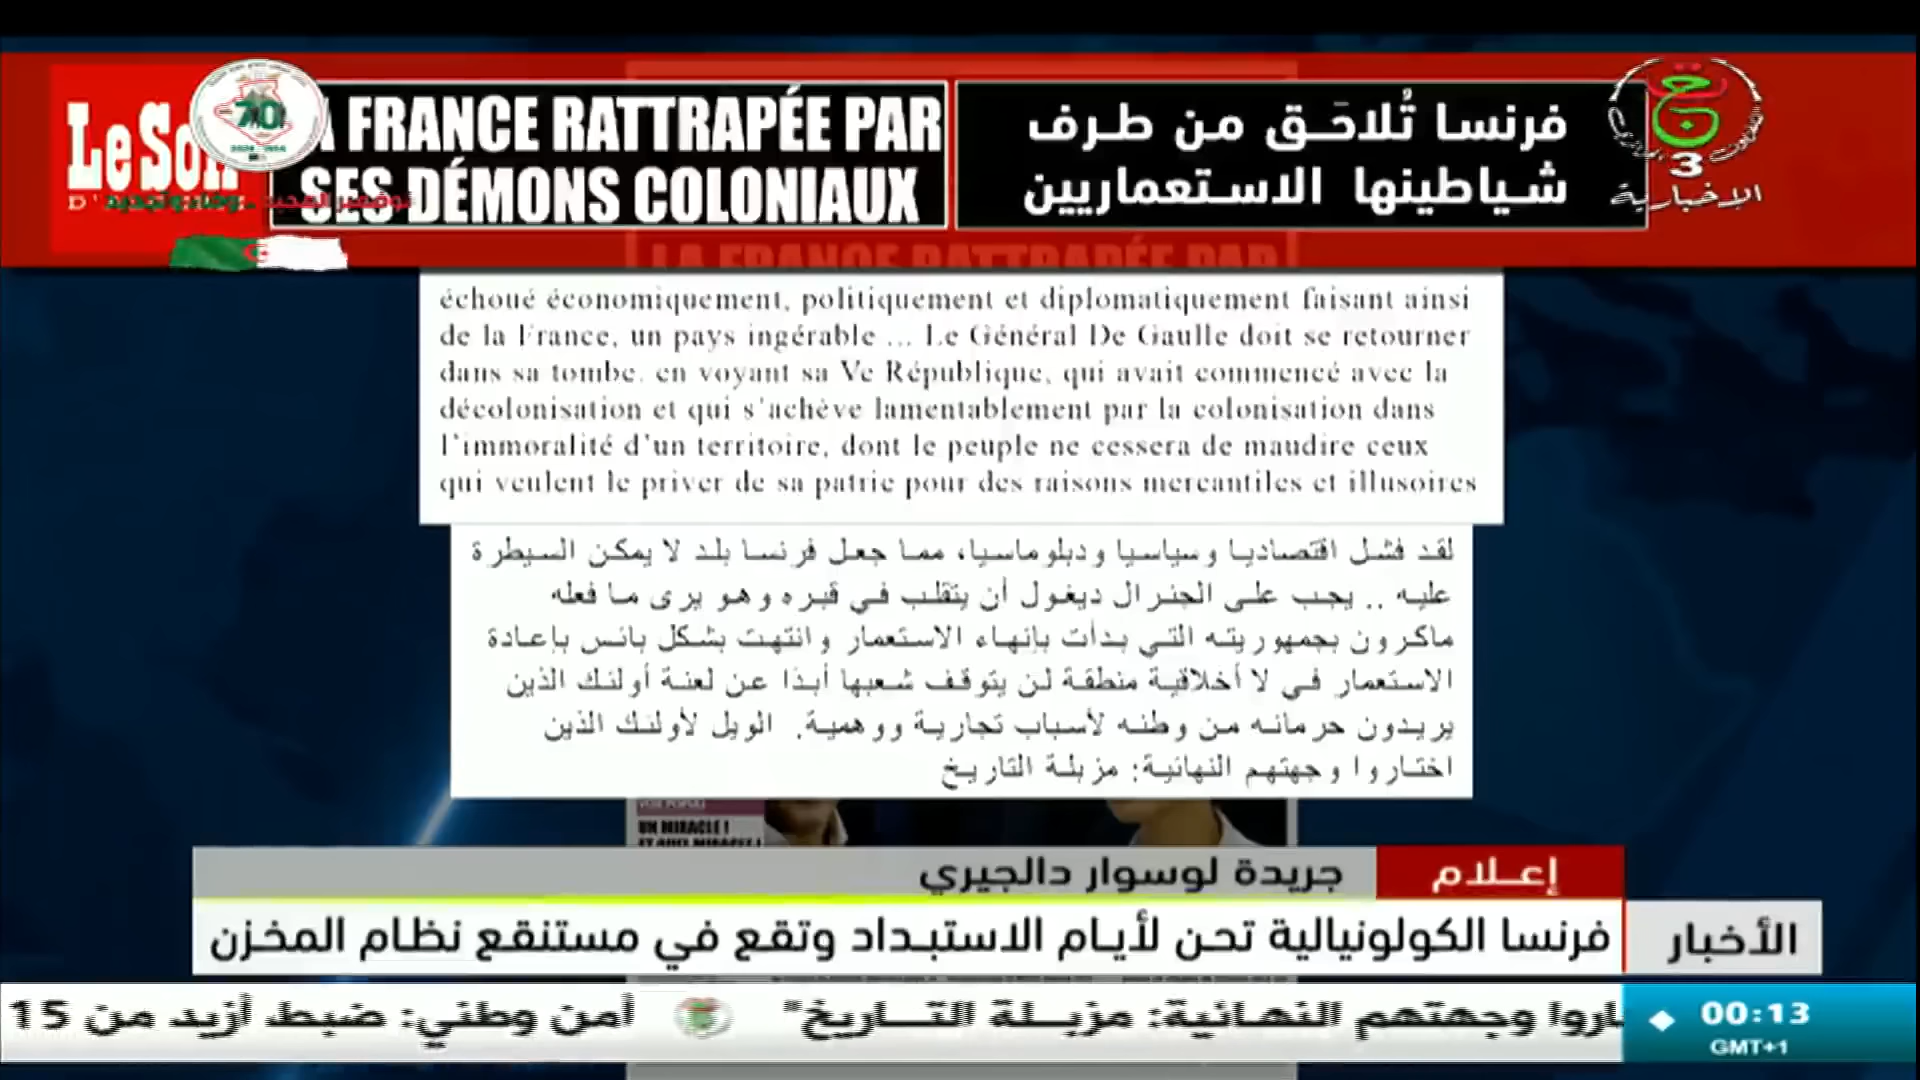 Le Soir
A FRANCE RATTRAPÉE PAR
SES DÉMONS COLONIAUX
فرنسا تُلاحَق من طرف
شياطينها الاستعماريين
70
3
الإخبارية
LA FRANCE RATTRAPÉE PAR
échoué économiquement, politiquement et diplomatiquement faisant ainsi
de la France, un pays ingérable ... Le Général De Gaulle doit se retourner
dans sa tombe, en voyant sa Ve République, qui avait commencé avec la
décolonisation et qui s'achève lamentablement par la colonisation dans
l'immoralité d'un territoire, dont le peuple ne cessera de maudire ceux
qui veulent le priver de sa patrie pour des raisons mercantiles et illusoires
لقد فشل اقتصاديا وسياسيا ودبلوماسيا، مما جعل فرنسا بلد لا يمكن السيطرة
عليه .. يجب على الجنرال ديغول أن يتقلب في قبره وهو يرى ما فعله
ماكرون بجمهوريته التي بدأت بإنهاء الاستعمار وانتهت بشكل بائس بإعادة
الاستعمار في لا أخلاقية منطقة لن يتوقف شعبها أبدًا عن لعنة أولئك الذين
يريدون حرمانه من وطنه لأسباب تجارية ووهمية. الويل لأولئك الذين
اختاروا وجهتهم النهائية: مزبلة التاريخ
UN MIRACLE !
إعلام
جريدة لوسوار دالجيري
الأخبار
فرنسا الكولونيالية تحن لأيام الاستبداد وتقع في مستنقع نظام المخزن
ـاروا وجهتهم النهائية: مزبلة التاريخ"
أمن وطني: ضبط أزيد من 15
00:13
GMT+1